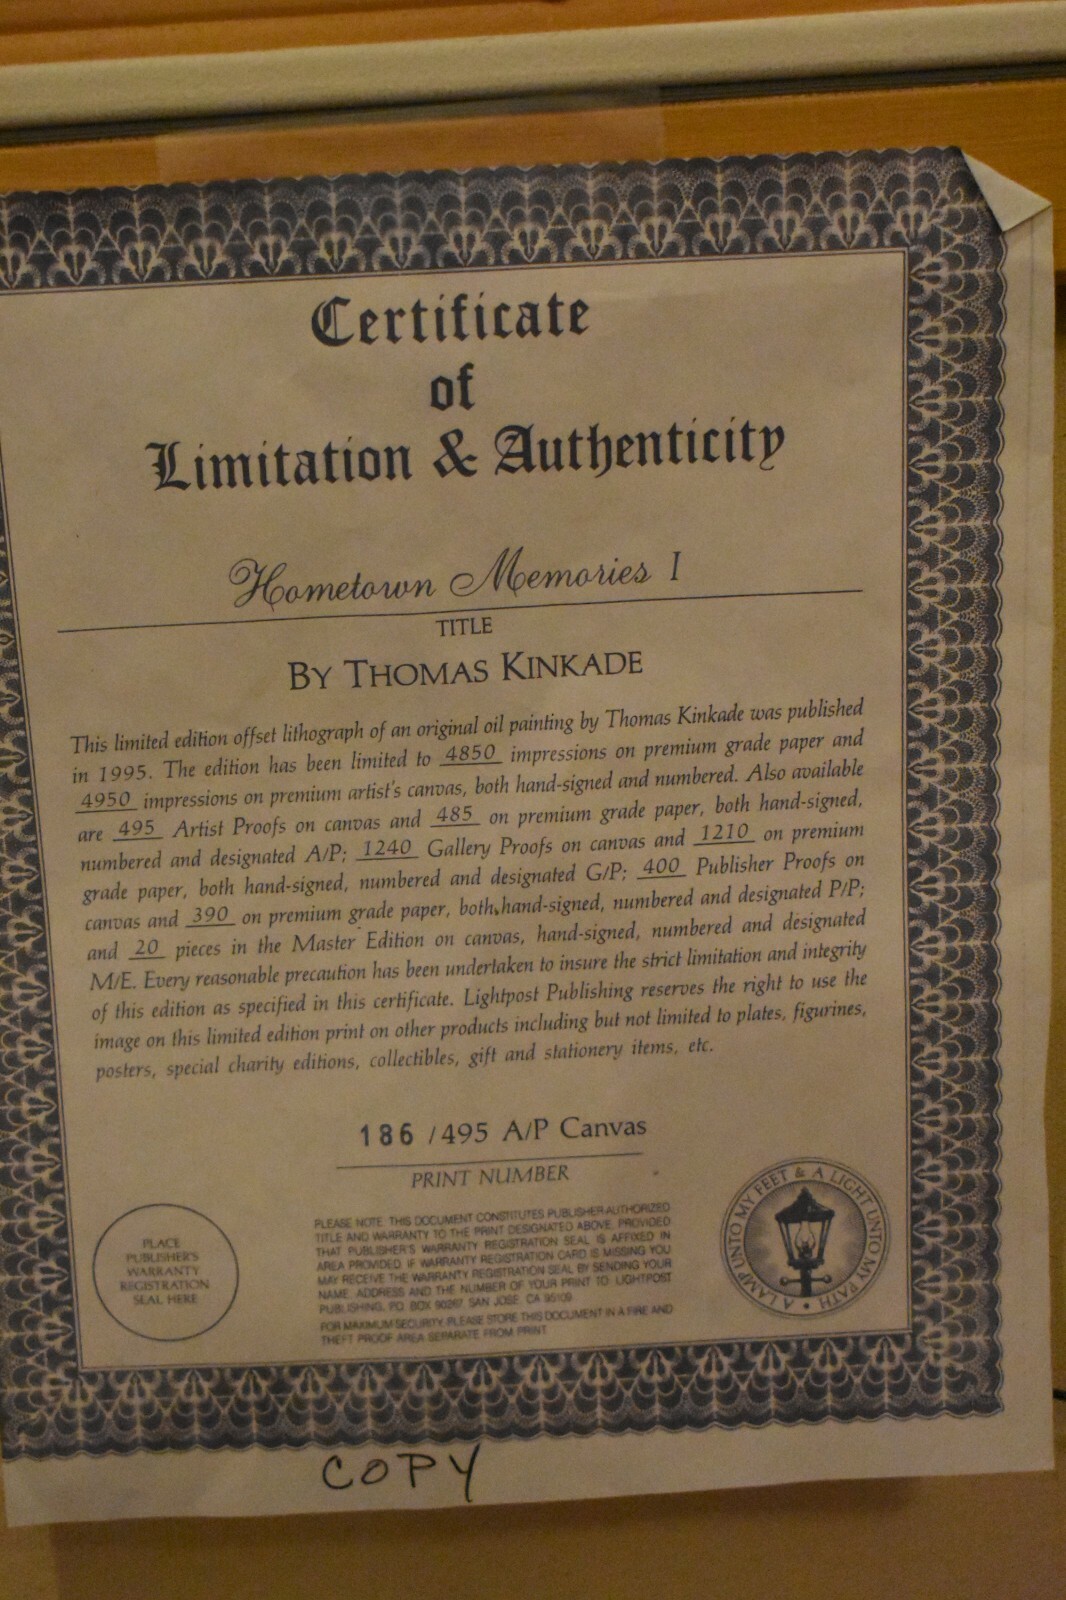 Certificate
of
Limitation & Authenticity
Hometown Memories I
TITLE
BY THOMAS KINKADE
This limited edition offset lithograph of an original oil painting by Thomas Kinkade was published
in 1995. The edition has been limited to 4850 impressions on premium grade paper and
4950 impressions on premium artist's canvas, both hand-signed and numbered. Also available
are 495 Artist Proofs on canvas and 485 on premium grade paper, both hand-signed,
numbered and designated A/P; 1240 Gallery Proofs on canvas and 1210 on premium
grade paper, both hand-signed, numbered and designated G/P; 400 Publisher Proofs on
canvas and 390 on premium grade paper, both hand-signed, numbered and designated P/P;
and 20 pieces in the Master Edition on canvas, hand-signed, numbered and designated
M/E. Every reasonable precaution has been undertaken to insure the strict limitation and integrity
of this edition as specified in this certificate. Lightpost Publishing reserves the right to use the
image on this limited edition print on other products including but not limited to plates, figurines,
posters, special charity editions, collectibles, gift and stationery items, etc.
186 /495 A/P Canvas
PRINT NUMBER
PLACE
PUBLISHER'S
WARRANTY
REGISTRATION
SEAL HERE
PLEASE NOTE: THIS DOCUMENT CONSTITUTES PUBLISHER AUTHORIZED
TITLE AND WARRANTY TO THE PRINT DESIGNATED ABOVE, PROVIDED
THAT PUBLISHER'S WARRANTY REGISTRATION SEAL IS AFFIXED IN
AREA PROVIDED. IF WARRANTY REGISTRATION CARD IS MISSING YOU
MAY RECEIVE THE WARRANTY REGISTRATION SEAL BY SENDING YOUR
NAME, ADDRESS AND THE NUMBER OF YOUR PRINT TO: LIGHTPOST
PUBLISHING, PO BOX 90267, SAN JOSE, CA 95109
FOR MAXIMUM SECURITY, PLEASE STORE THIS DOCUMENT IN A FIRE AND
THEFT PROOF AREA SEPARATE FROM PRINT
A LAMP UNTO MY FEET & A LIGHT UNTO MY PATH •
COPY